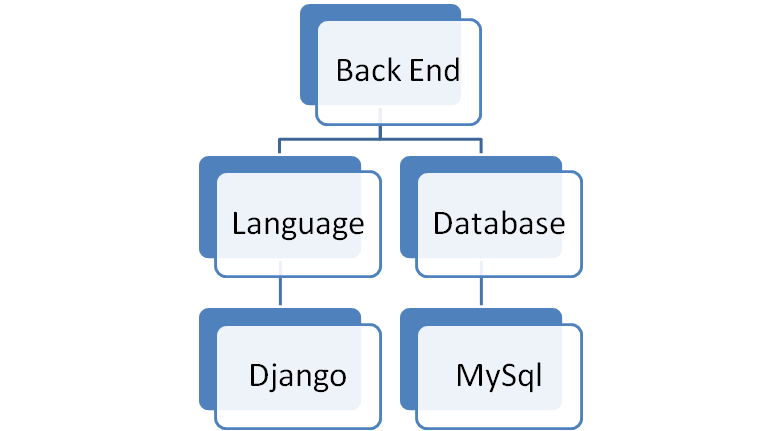 Back End
Language
Database
Django
MySql